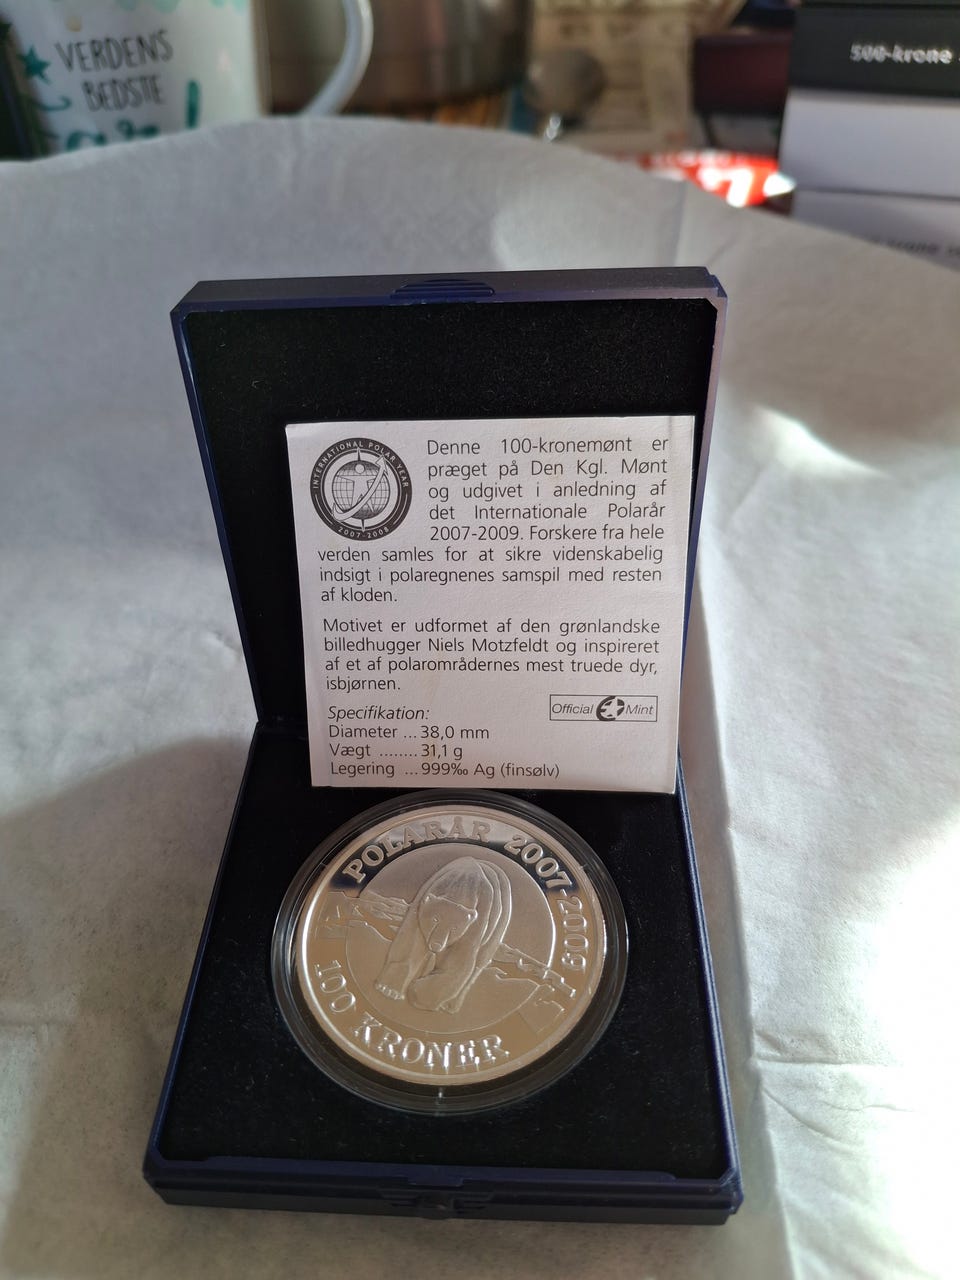 VERDENS
BEDSTE
500-krone
INTERNATIONAL POLAR YEAR
2007-2008
Denne 100-kronemønt er
præget på Den Kgl. Mønt
og udgivet i anledning af
det Internationale Polarår
2007-2009. Forskere fra hele
verden samles for at sikre videnskabelig
indsigt i polaregnenes samspil med resten
af kloden.
Motivet er udformet af den grønlandske
billedhugger Niels Motzfeldt og inspireret
af et af polarområdernes mest truede dyr,
isbjørnen.
Official Mint
Specifikation:
Diameter ... 38,0 mm
Vægt ........ 31,1 g
Legering ... 999‰ Ag (finsølv)
POLARÅR 2007-2009
100 KRONER